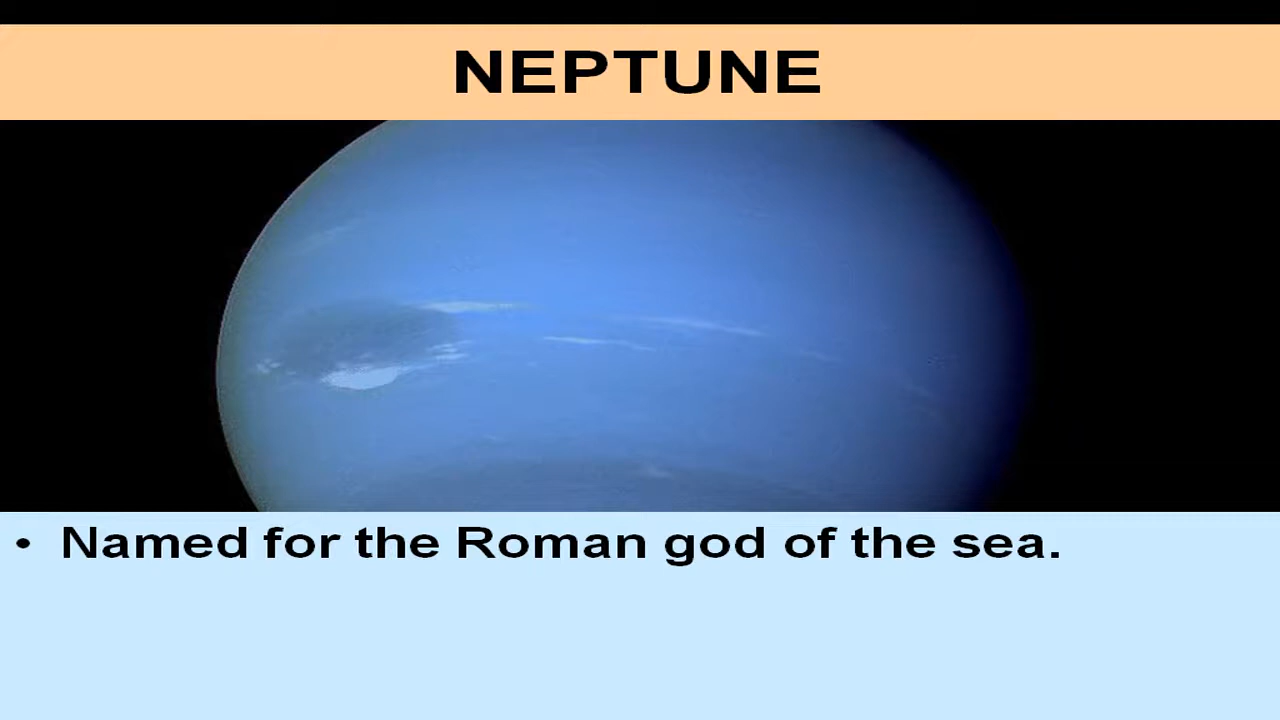 NEPTUNE
• Named for the Roman god of the sea.